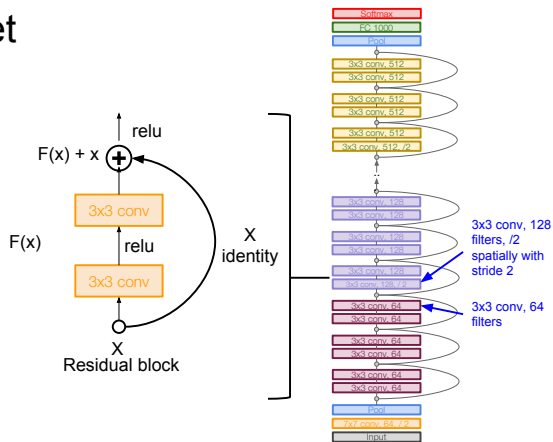 et
relu
F(x) + x
3x3 conv
F(x)
relu
X
identity
3x3 conv
X
Residual block
Softmax
FC 1000
Pool
3x3 conv, 512
3x3 conv, 512
3x3 conv, 512
3x3 conv, 512
3x3 conv, 512
3x3 conv, 512, /2
..
3x3 conv, 128
3x3 conv, 128
3x3 conv, 128
3x3 conv, 128
3x3 conv, 128
3x3 conv, 128, / 2
3x3 conv, 64
3x3 conv, 64
3x3 conv, 64
3x3 conv, 64
3x3 conv, 64
3x3 conv, 64
Pool
7x7 conv, 64, / 2
Input
3x3 conv, 128
filters, /2
spatially with
stride 2
3x3 conv, 64
filters